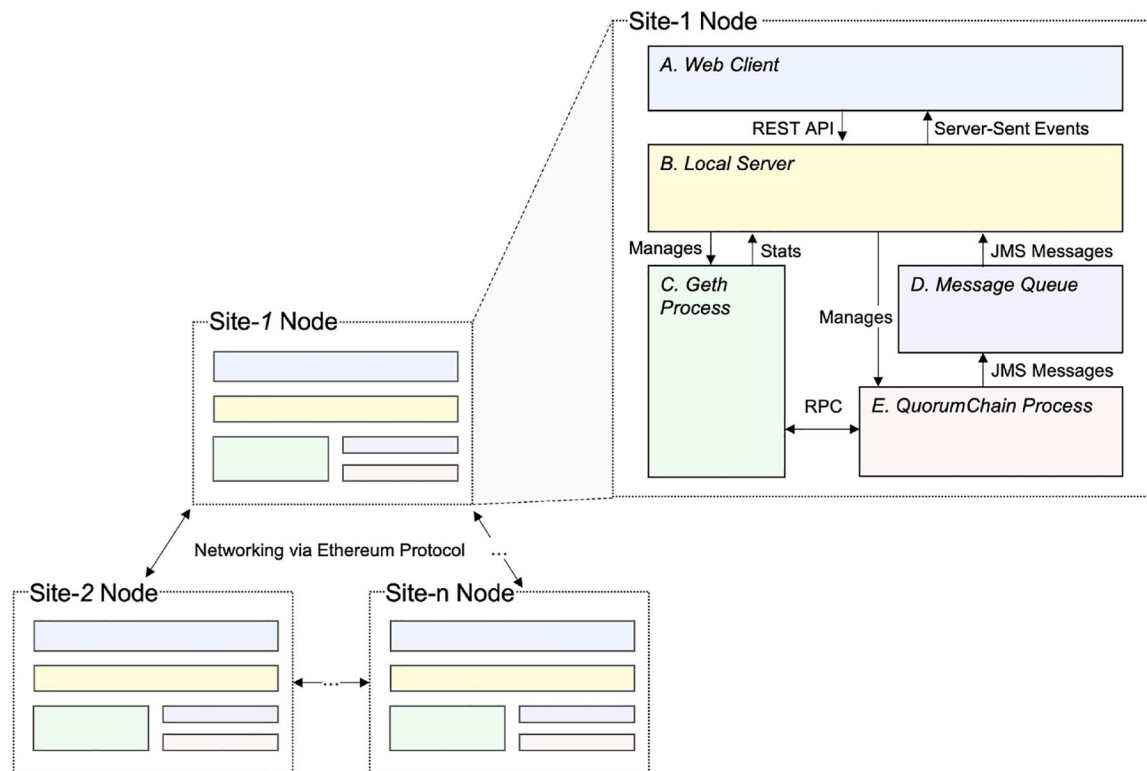 Site-1 Node
A. Web Client
REST API
Server-Sent Events
B. Local Server
Manages
Stats
JMS Messages
C. Geth
Process
D. Message Queue
Manages
JMS Messages
RPC
E. QuorumChain Process
Site-1 Node
Networking via Ethereum Protocol
...
Site-2 Node
Site-n Node
...